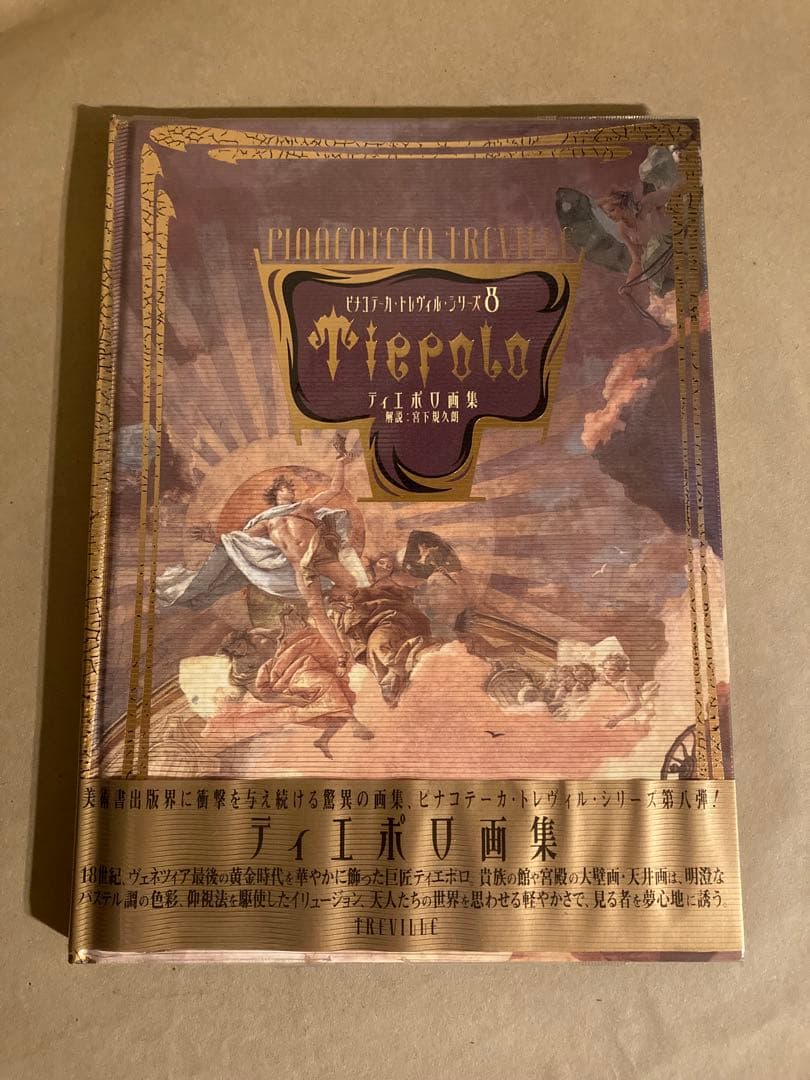 PINACOTECA TREVILLE
ピナコテーカ・トレヴィル・シリーズ8
Tiepolo
ティエポロ画集
解説:宮下規久朗
美術書出版界に衝撃を与え続ける驚異の画集、ピナコテーカ・トレヴィル・シリーズ第八弾!
ティエポロ画集
18世紀、ヴェネツィア最後の黄金時代を華やかに飾った巨匠ティエポロ。貴族の館や宮殿の大壁画・天井画は、明澄な
パステル調の色彩、仰視法を駆使したイリュージョン、天人たちの世界を思わせる軽やかさで、見る者を夢心地に誘う。
TREVILLE